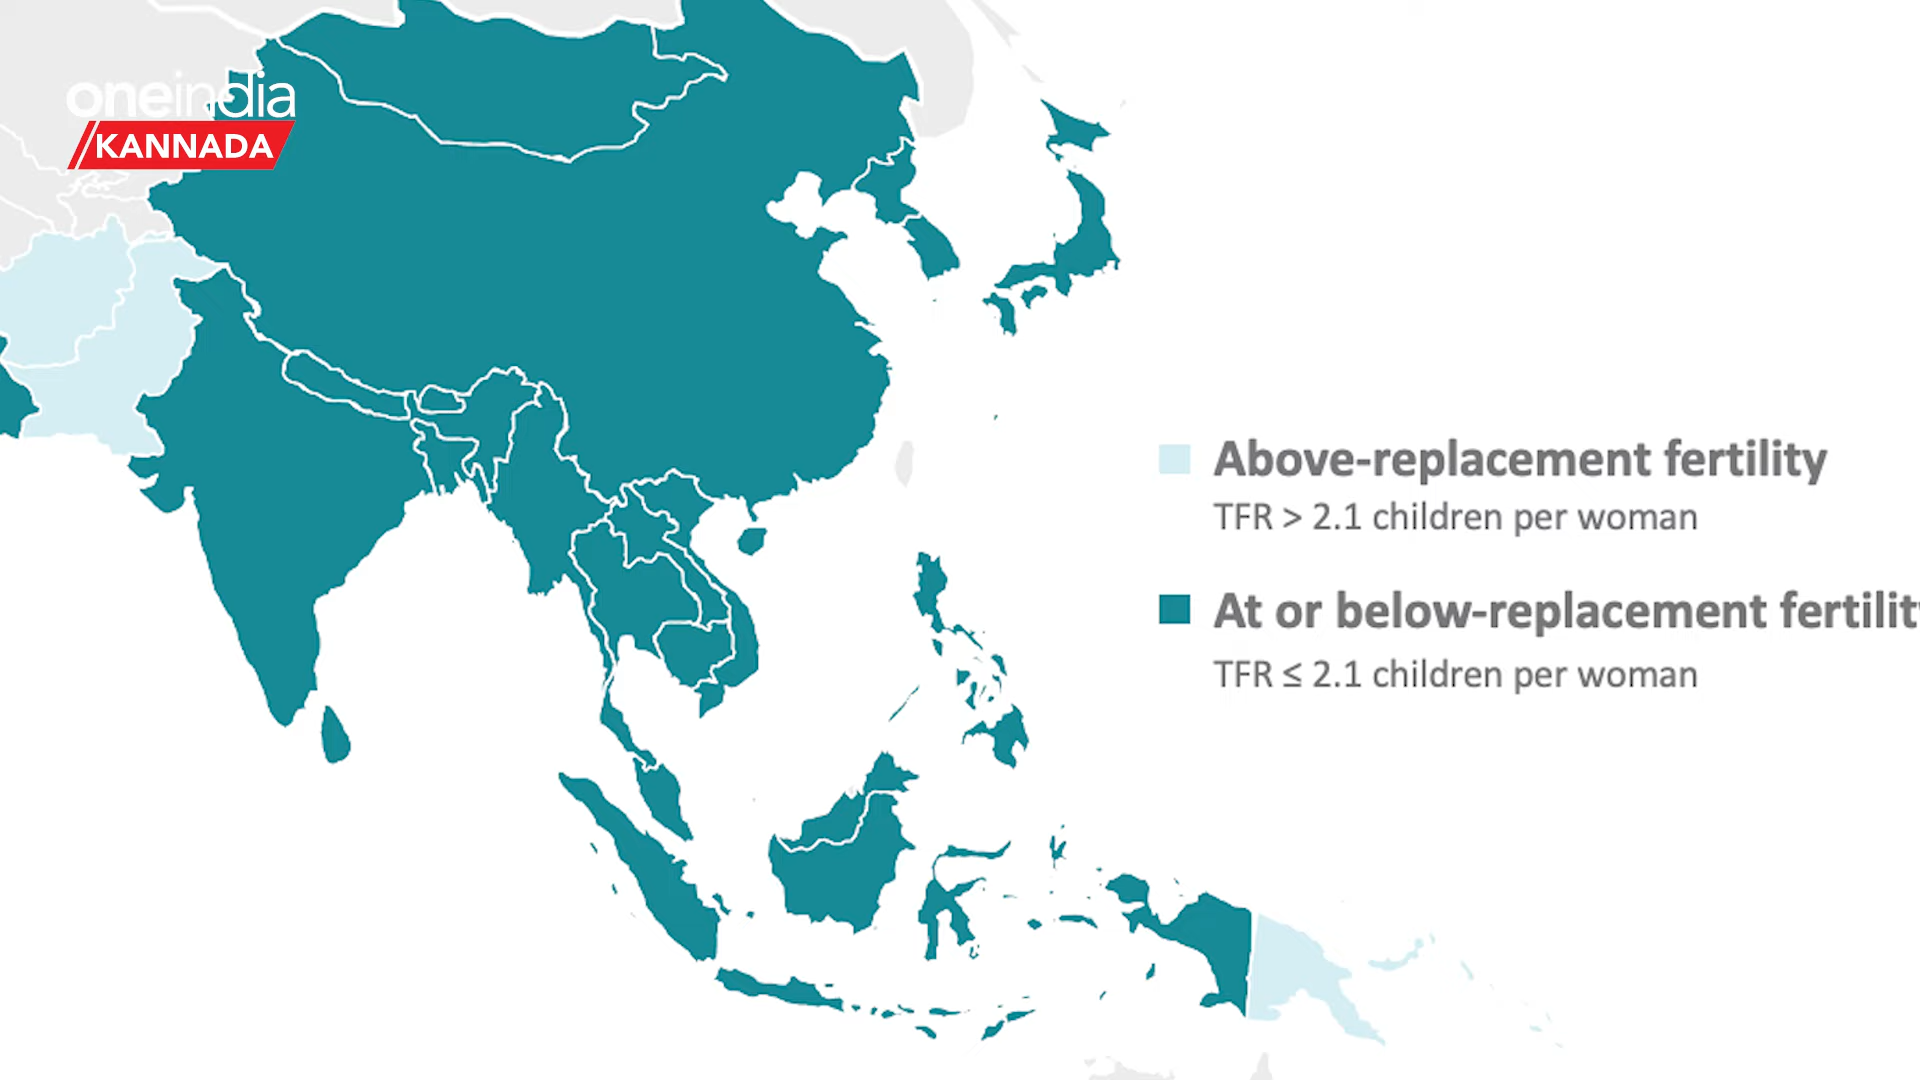 oneindia
KANNADA
Above-replacement fertility
TFR > 2.1 children per woman
At or below-replacement fertility
TFR ≤ 2.1 children per woman